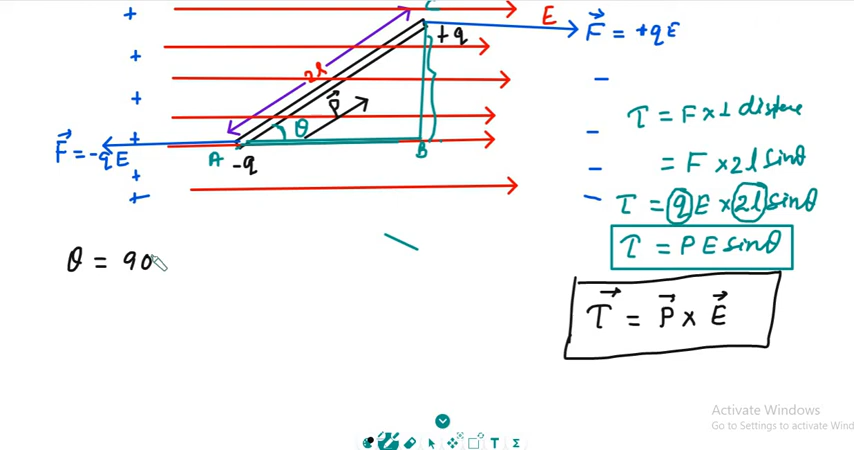 C
E
F⃗ = +qE
+q
2l
P⃗
τ = F × ⊥ distance
θ
F⃗ = -qE
A
-q
B
= F × 2l sinθ
τ = qE × 2l sinθ
τ = PE sinθ
θ = 90
τ⃗ = P⃗ × E⃗
Activate Windows
Go to Settings to activate Wind
T Σ